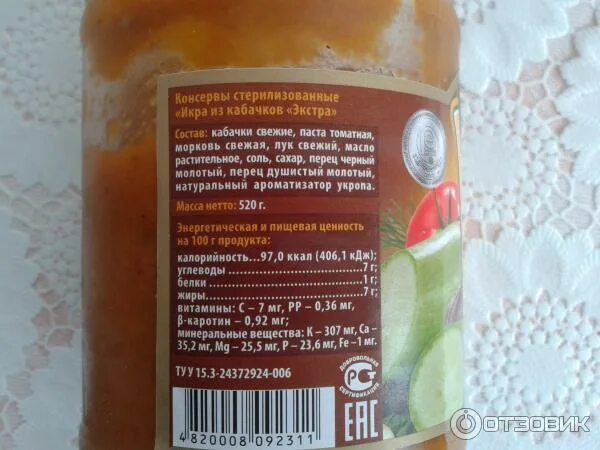 Консервы стерилизованные
«Икра из кабачков «Экстра»
Состав: кабачки свежие, паста томатная,
морковь свежая, лук свежий, масло
растительное, соль, сахар, перец черный
молотый, перец душистый молотый,
натуральный ароматизатор укропа.
Масса нетто: 520 г.
Энергетическая и пищевая ценность
на 100 г продукта:
калорийность...97,0 ккал (406,1 кДж);
углеводы 7 г;
белки 1 г;
жиры 7 г;
витамины: С – 7 мг, РР – 0,36 мг,
β-каротин – 0,92 мг;
минеральные вещества: К – 307 мг, Са –
35,2 мг, Mg – 25,5 мг, Р – 23,6 мг, Fe –1 мг.
ТУ У 15.3-24372924-006
ДОБРОВОЛЬНАЯ
РСТ
СЕРТИФИКАЦИЯ
4 820008 092311
ЕАС
ОТЗОВИК